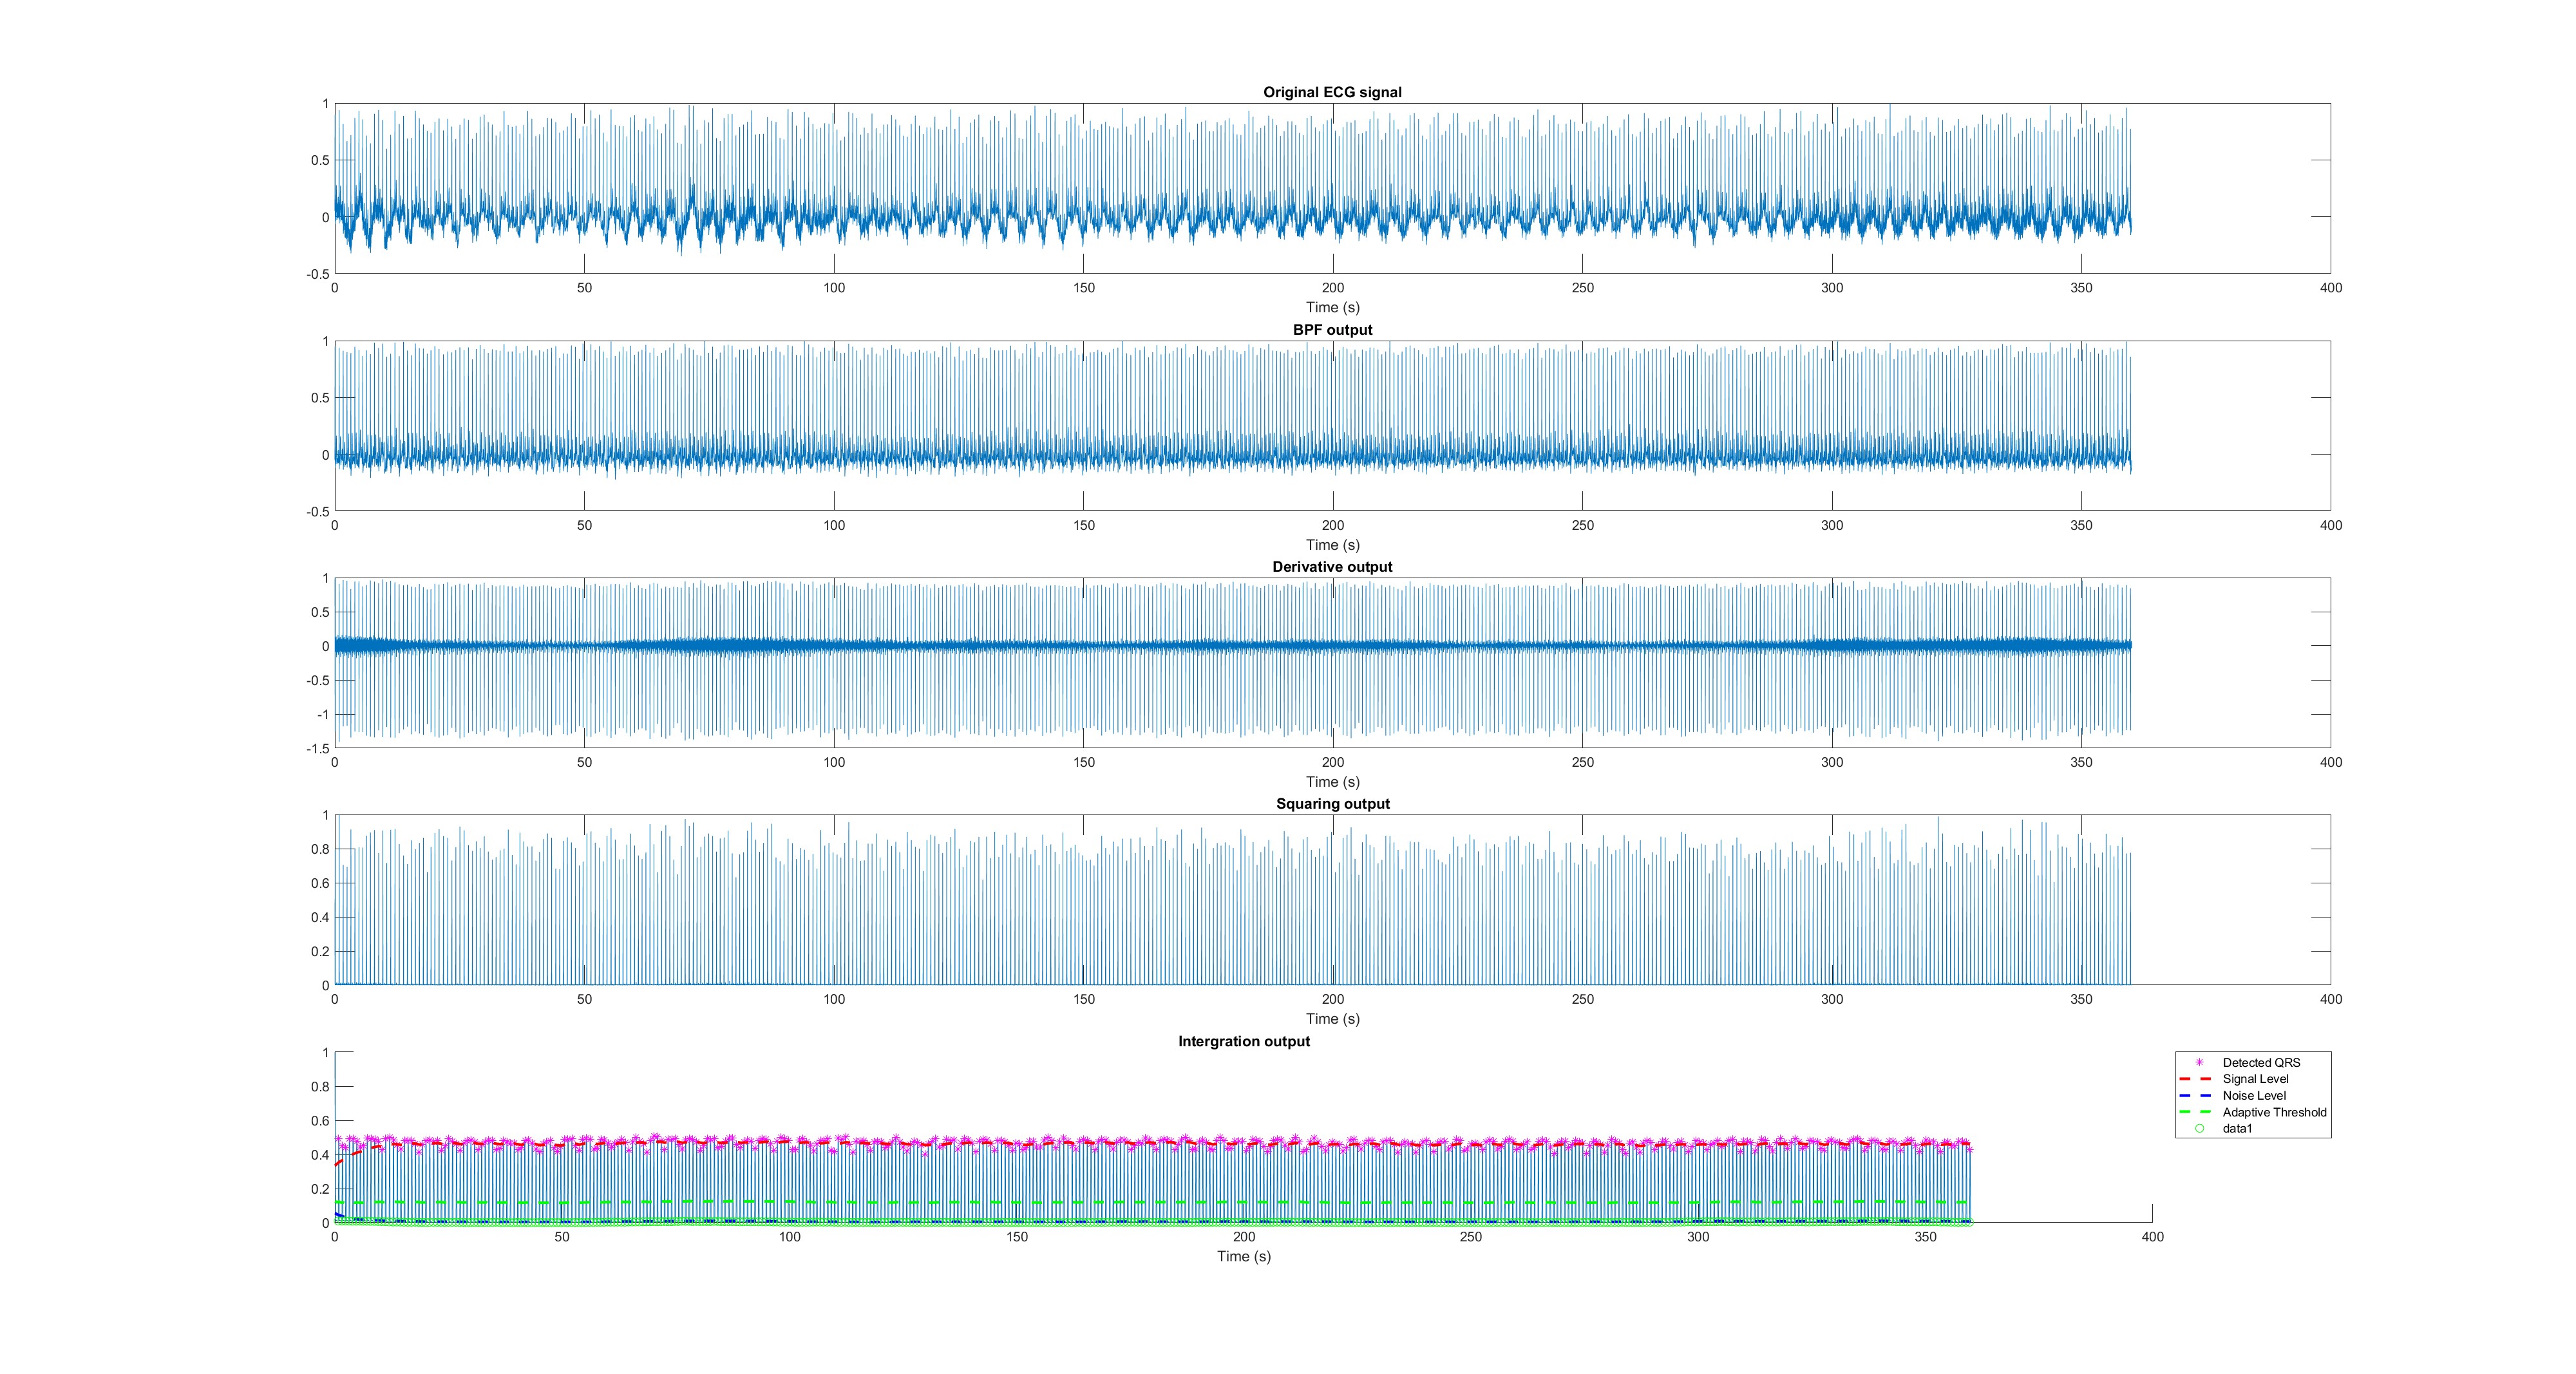 Original ECG signal
1
0.5
0
-0.5
0 50 100 150 200 250 300 350 400
Time (s)
BPF output
1
0.5
0
-0.5
0 50 100 150 200 250 300 350 400
Time (s)
Derivative output
1
0.5
0
-0.5
-1
-1.5
0 50 100 150 200 250 300 350 400
Time (s)
Squaring output
1
0.8
0.6
0.4
0.2
0
0 50 100 150 200 250 300 350 400
Time (s)
Intergration output
1
0.8
0.6
0.4
0.2
0
0 50 100 150 200 250 300 350 400
Time (s)
Detected QRS
Signal Level
Noise Level
Adaptive Threshold
data1